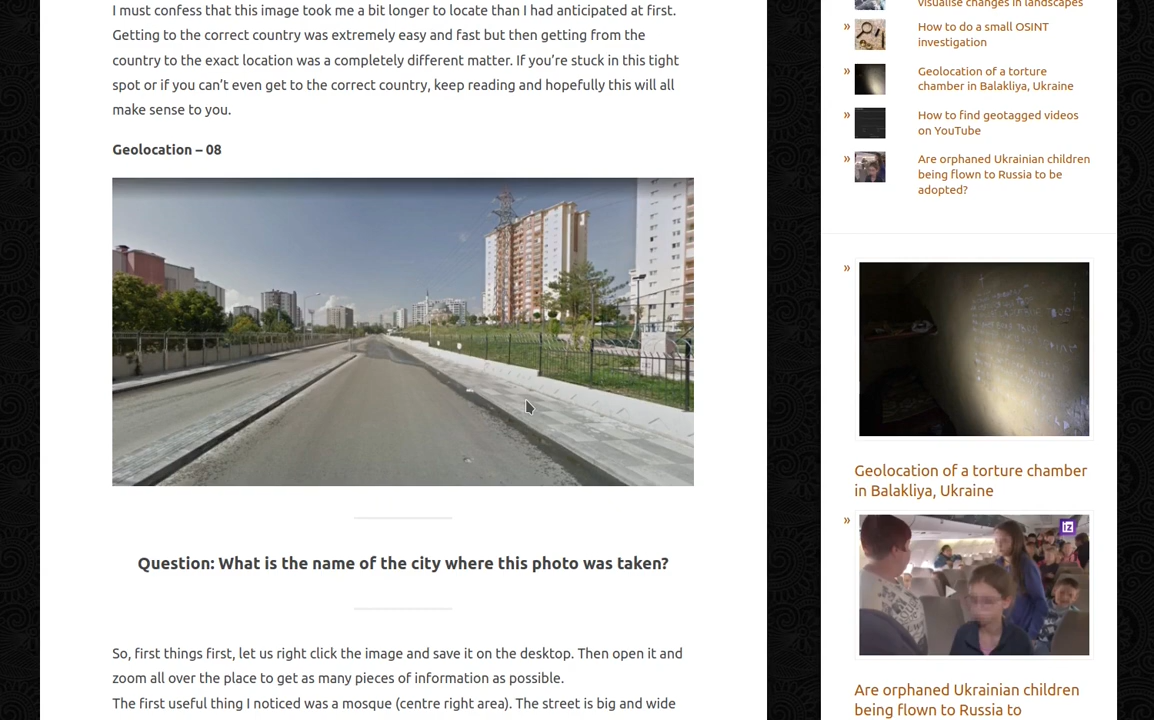 I must confess that this image took me a bit longer to locate than I had anticipated at first.
Getting to the correct country was extremely easy and fast but then getting from the
country to the exact location was a completely different matter. If you’re stuck in this tight
spot or if you can’t even get to the correct country, keep reading and hopefully this will all
make sense to you.
Geolocation – 08
Question: What is the name of the city where this photo was taken?
So, first things first, let us right click the image and save it on the desktop. Then open it and
zoom all over the place to get as many pieces of information as possible.
The first useful thing I noticed was a mosque (centre right area). The street is big and wide
visualise changes in landscapes
» How to do a small OSINT
investigation
» Geolocation of a torture
chamber in Balakliya, Ukraine
» How to find geotagged videos
on YouTube
» Are orphaned Ukrainian children
being flown to Russia to be
adopted?
»
Geolocation of a torture chamber
in Balakliya, Ukraine
»
Are orphaned Ukrainian children
being flown to Russia to